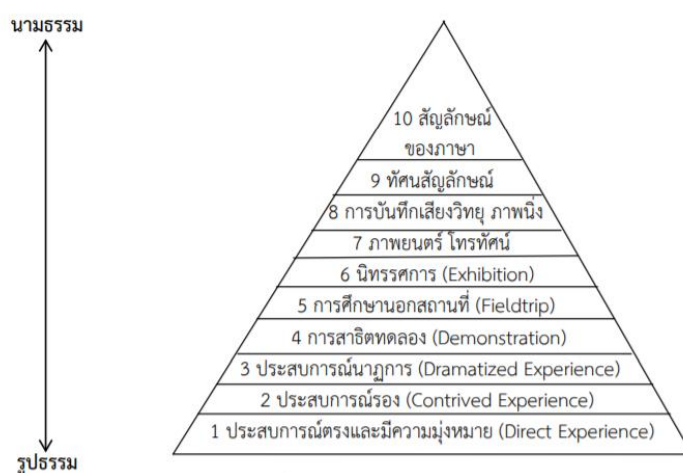 นามธรรม
10 สัญลักษณ์
ของภาษา
9 ทัศนสัญลักษณ์
8 การบันทึกเสียงวิทยุ ภาพนิ่ง
7 ภาพยนตร์ โทรทัศน์
6 นิทรรศการ (Exhibition)
5 การศึกษานอกสถานที่ (Fieldtrip)
4 การสาธิตทดลอง (Demonstration)
3 ประสบการณ์นาฏการ (Dramatized Experience)
2 ประสบการณ์รอง (Contrived Experience)
1 ประสบการณ์ตรงและมีความมุ่งหมาย (Direct Experience)
รูปธรรม